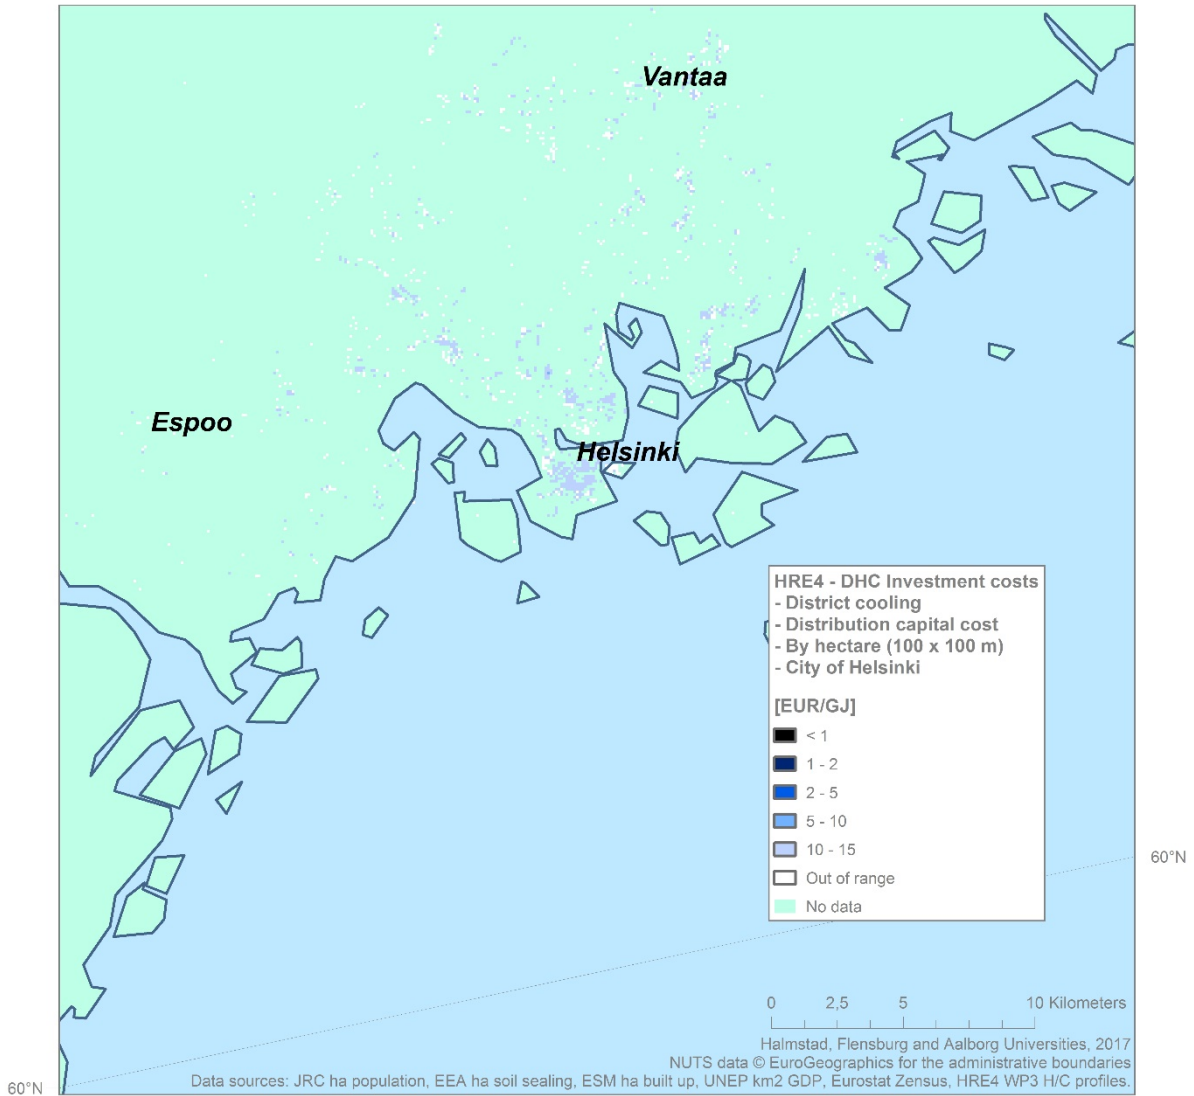 Vantaa
Espoo
Helsinki
HRE4 - DHC Investment costs
- District cooling
- Distribution capital cost
- By hectare (100 x 100 m)
- City of Helsinki
[EUR/GJ]
< 1
1 - 2
2 - 5
5 - 10
10 - 15
Out of range
No data
60°N
0 2,5 5 10 Kilometers
Halmstad, Flensburg and Aalborg Universities, 2017
NUTS data © EuroGeographics for the administrative boundaries
Data sources: JRC ha population, EEA ha soil sealing, ESM ha built up, UNEP km2 GDP, Eurostat Zensus, HRE4 WP3 H/C profiles.
60°N